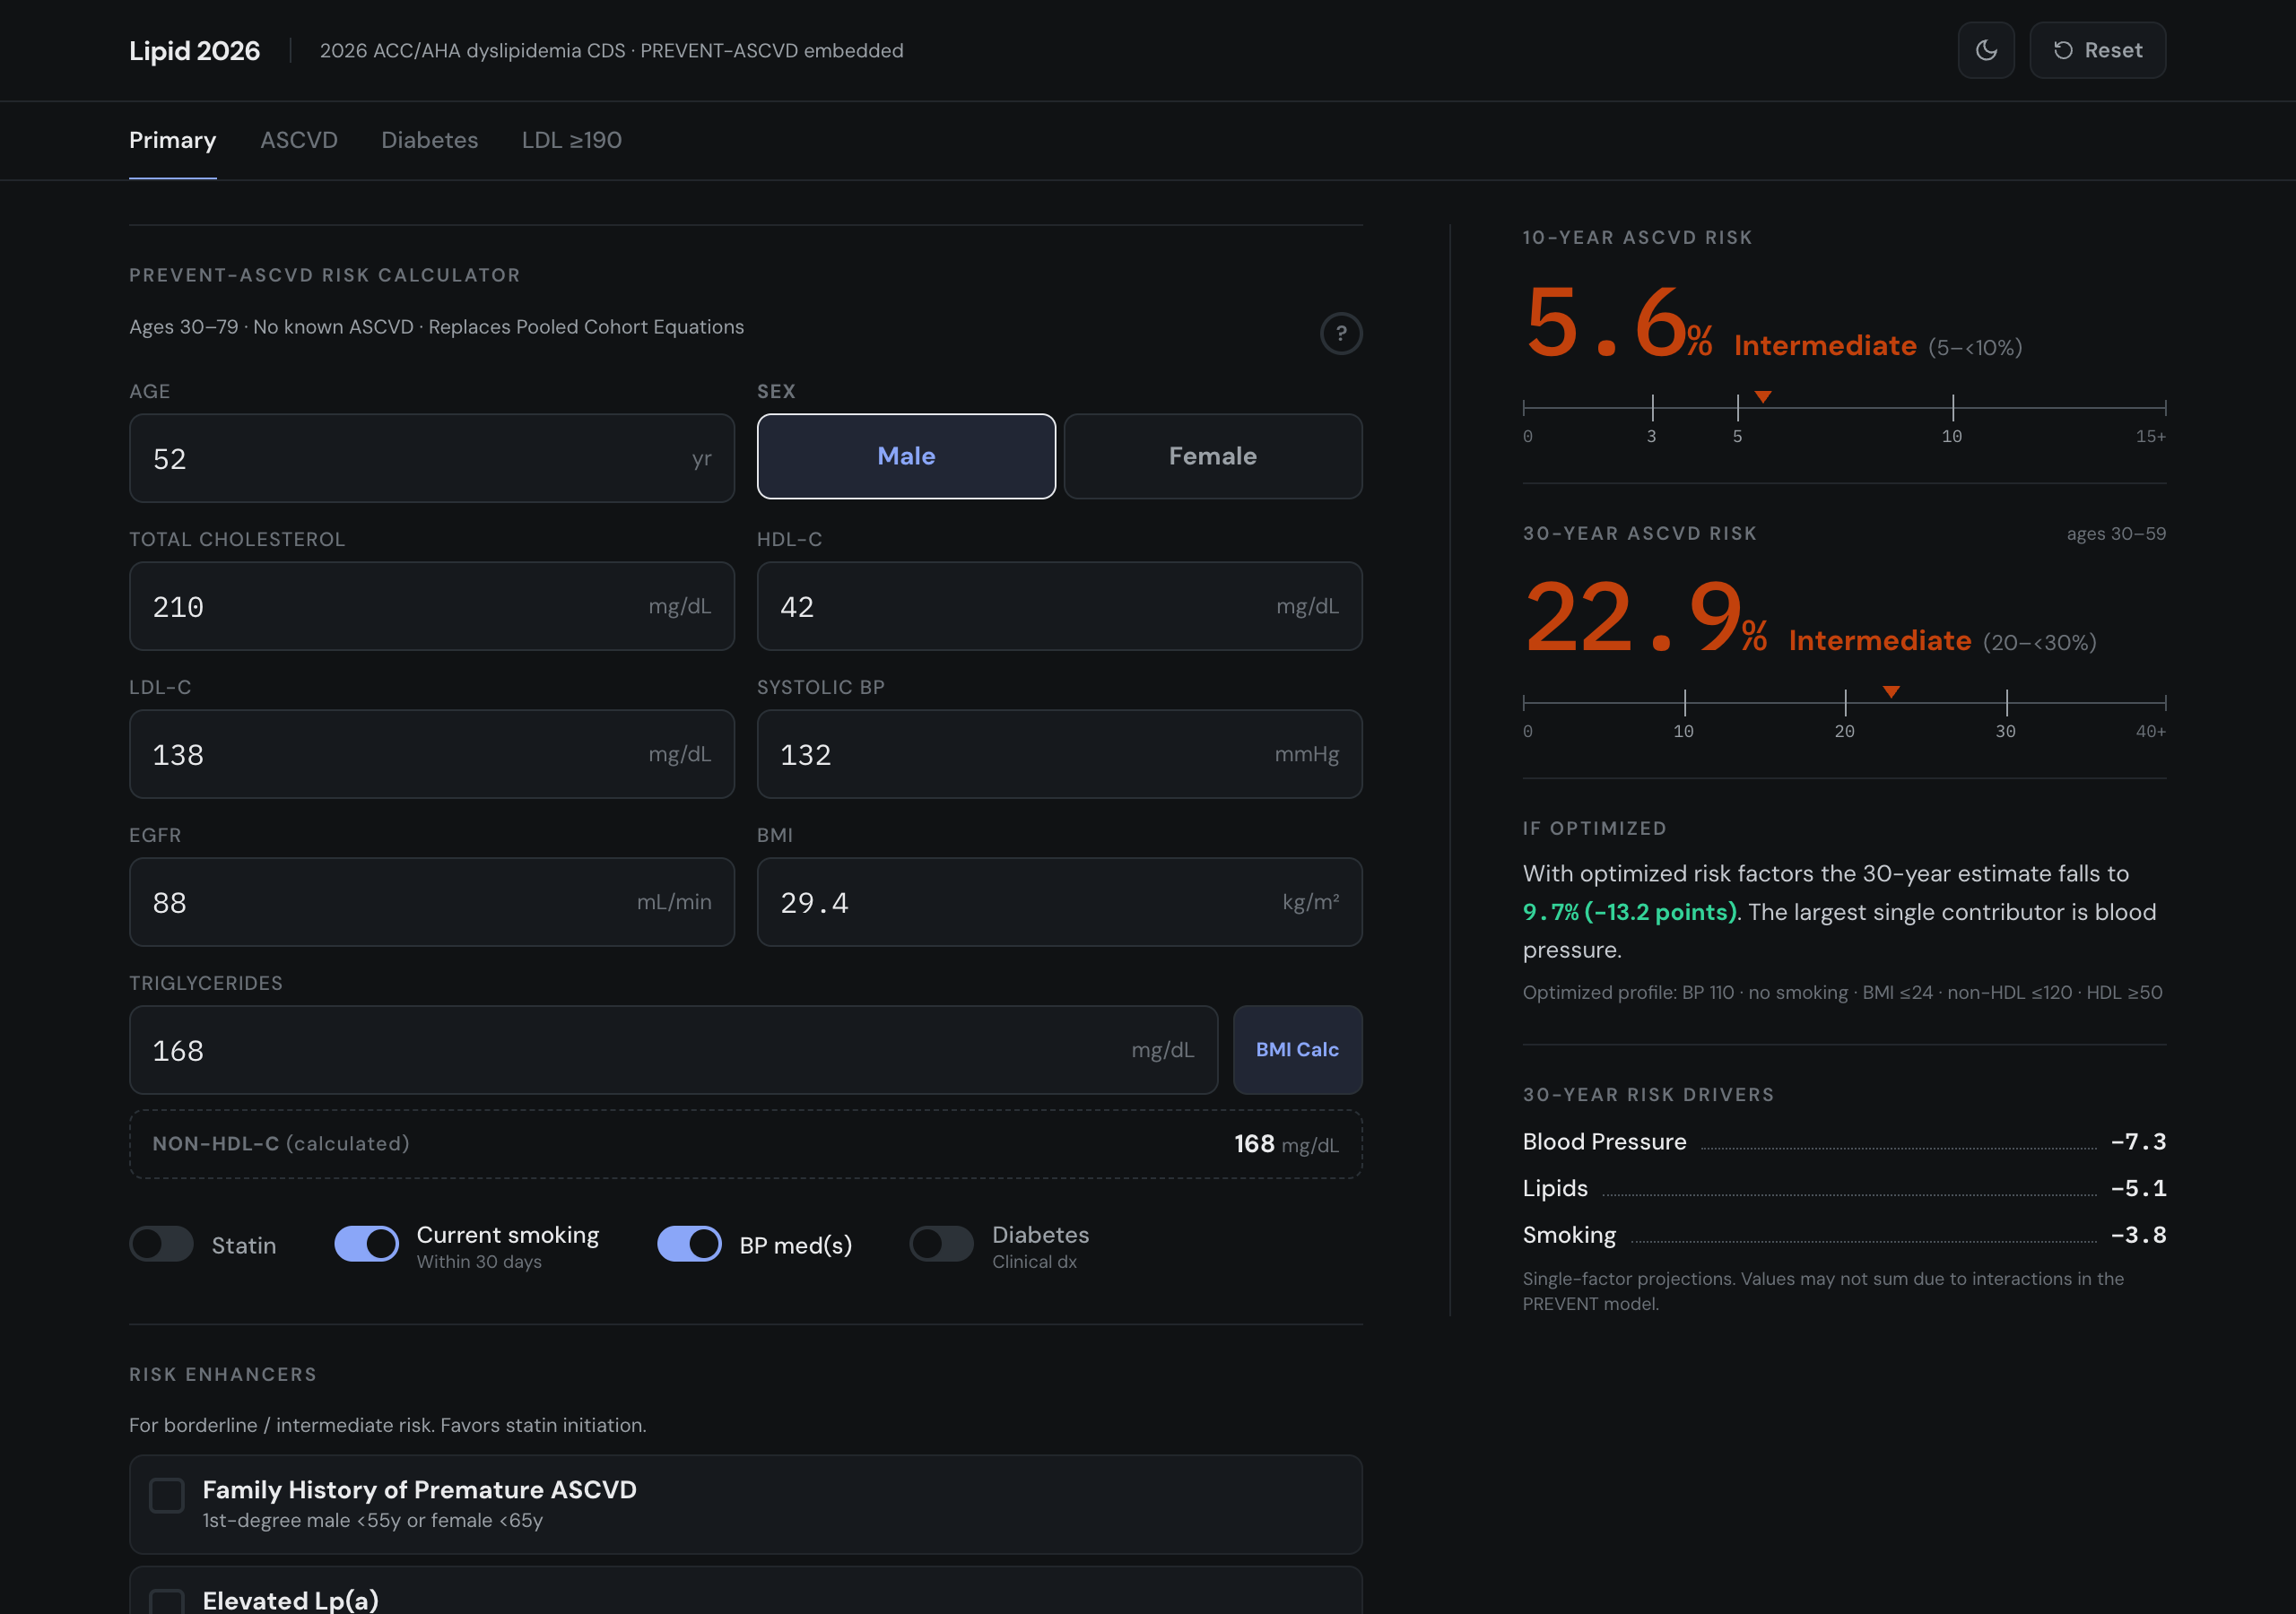 Lipid 2026
2026 ACC/AHA dyslipidemia CDS · PREVENT-ASCVD embedded
Reset
Primary
ASCVD
Diabetes
LDL ≥190
PREVENT-ASCVD RISK CALCULATOR
Ages 30–79 · No known ASCVD · Replaces Pooled Cohort Equations
?
AGE
52 yr
SEX
Male
Female
TOTAL CHOLESTEROL
210 mg/dL
HDL-C
42 mg/dL
LDL-C
138 mg/dL
SYSTOLIC BP
132 mmHg
EGFR
88 mL/min
BMI
29.4 kg/m²
TRIGLYCERIDES
168 mg/dL
BMI Calc
NON-HDL-C (calculated)
168 mg/dL
Statin
Current smoking
Within 30 days
BP med(s)
Diabetes
Clinical dx
RISK ENHANCERS
For borderline / intermediate risk. Favors statin initiation.
Family History of Premature ASCVD
1st-degree male <55y or female <65y
Elevated Lp(a)
10-YEAR ASCVD RISK
5.6% Intermediate (5–<10%)
0 3 5 10 15+
30-YEAR ASCVD RISK
ages 30–59
22.9% Intermediate (20–<30%)
0 10 20 30 40+
IF OPTIMIZED
With optimized risk factors the 30-year estimate falls to
9.7% (−13.2 points). The largest single contributor is blood
pressure.
Optimized profile: BP 110 · no smoking · BMI ≤24 · non-HDL ≤120 · HDL ≥50
30-YEAR RISK DRIVERS
Blood Pressure −7.3
Lipids −5.1
Smoking −3.8
Single-factor projections. Values may not sum due to interactions in the
PREVENT model.